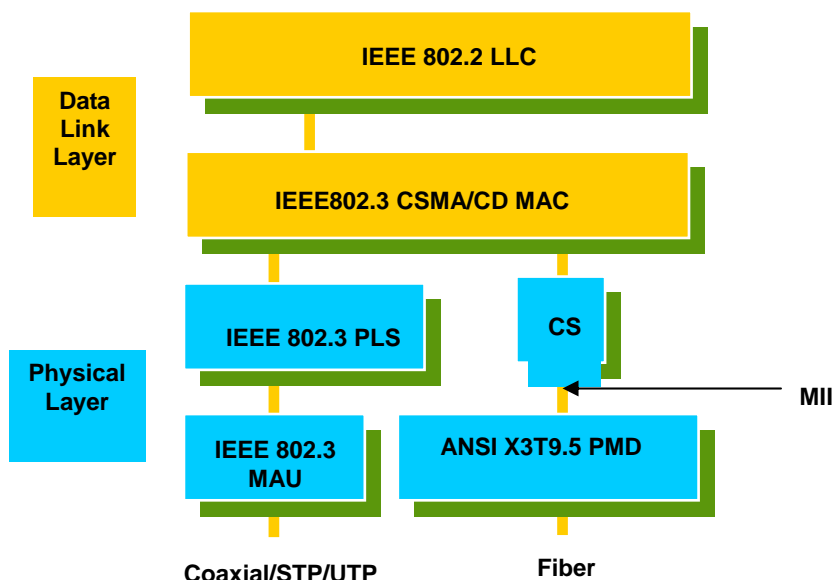 IEEE 802.2 LLC
Data
Link
Layer
IEEE802.3 CSMA/CD MAC
IEEE 802.3 PLS
CS
Physical
Layer
MII
IEEE 802.3
MAU
ANSI X3T9.5 PMD
Coaxial/STP/UTP
Fiber